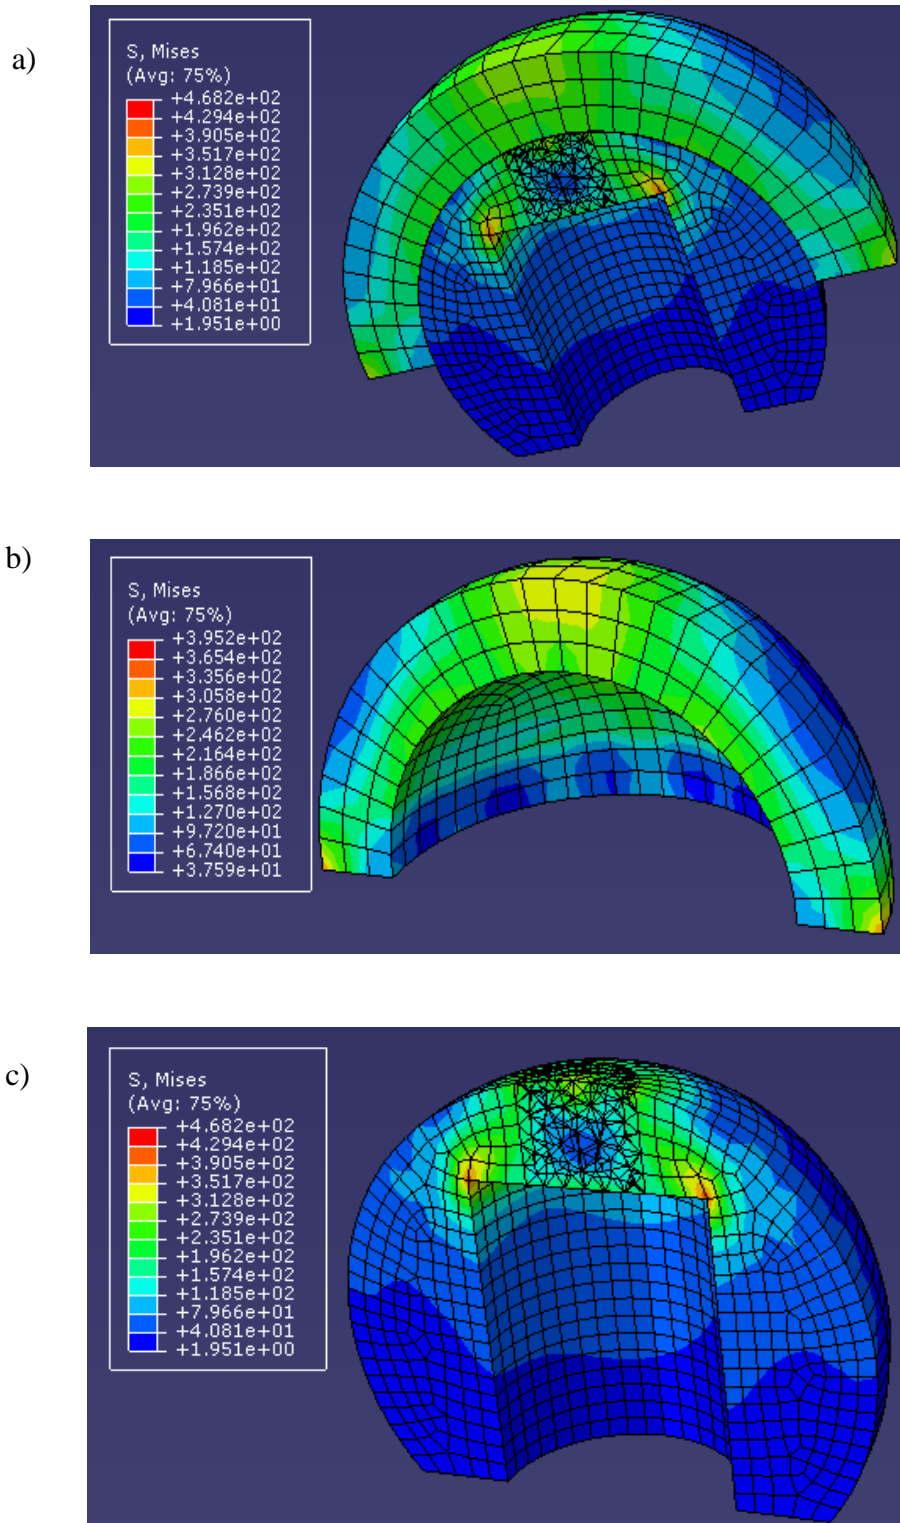 a)
S, Mises
(Avg: 75%)
+4.682e+02
+4.294e+02
+3.905e+02
+3.517e+02
+3.128e+02
+2.739e+02
+2.351e+02
+1.962e+02
+1.574e+02
+1.185e+02
+7.966e+01
+4.081e+01
+1.951e+00
b)
S, Mises
(Avg: 75%)
+3.952e+02
+3.654e+02
+3.356e+02
+3.058e+02
+2.760e+02
+2.462e+02
+2.164e+02
+1.866e+02
+1.568e+02
+1.270e+02
+9.720e+01
+6.740e+01
+3.759e+01
c)
S, Mises
(Avg: 75%)
+4.682e+02
+4.294e+02
+3.905e+02
+3.517e+02
+3.128e+02
+2.739e+02
+2.351e+02
+1.962e+02
+1.574e+02
+1.185e+02
+7.966e+01
+4.081e+01
+1.951e+00